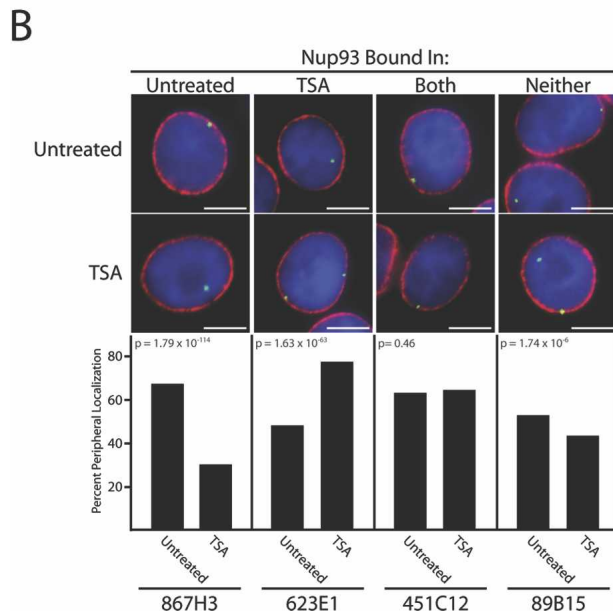 B
Nup93 Bound In:
Untreated TSA Both Neither
Untreated
TSA
p = 1.79 x 10⁻¹¹⁴ p = 1.63 x 10⁻⁶³ p= 0.46 p = 1.74 x 10⁻⁶
Percent Peripheral Localization
80
60
40
20
Untreated TSA Untreated TSA Untreated TSA Untreated TSA
867H3 623E1 451C12 89B15